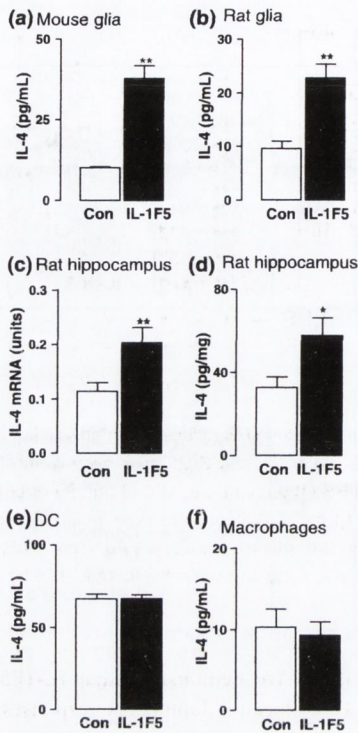 (a) Mouse glia
IL-4 (pg/mL)
50
25
0
**
Con IL-1F5
(b) Rat glia
IL-4 (pg/mL)
30
20
10
0
**
Con IL-1F5
(c) Rat hippocampus
IL-4 mRNA (units)
0.3
0.2
0.1
0.0
**
Con IL-1F5
(d) Rat hippocampus
IL-4 (pg/mg)
80
40
0
*
Con IL-1F5
(e) DC
IL-4 (pg/mL)
100
50
0
Con IL-1F5
(f) Macrophages
IL-4 (pg/mL)
20
10
0
Con IL-1F5